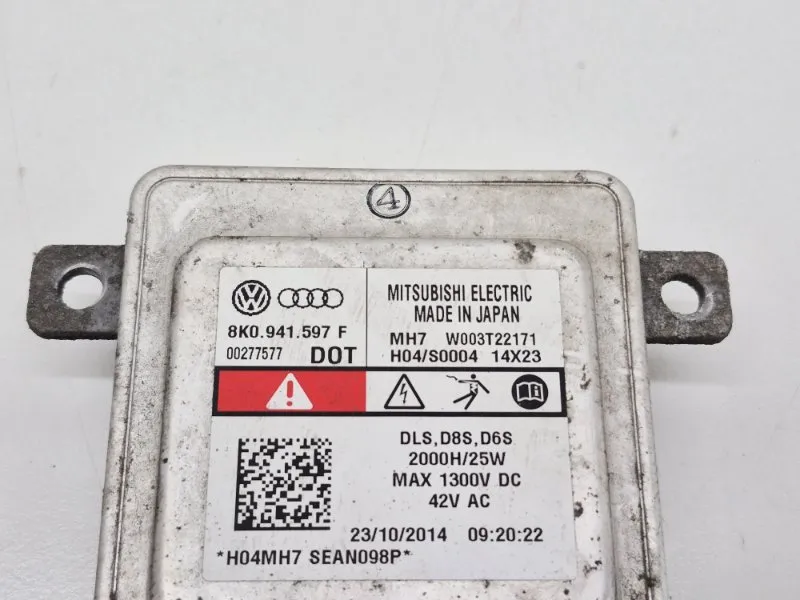 4
8K0.941.597 F
00277577 DOT
MITSUBISHI ELECTRIC
MADE IN JAPAN
MH7 W003T22171
H04/S0004 14X23
DLS,D8S,D6S
2000H/25W
MAX 1300V DC
42V AC
23/10/2014 09:20:22
*H04MH7 SEAN098P*